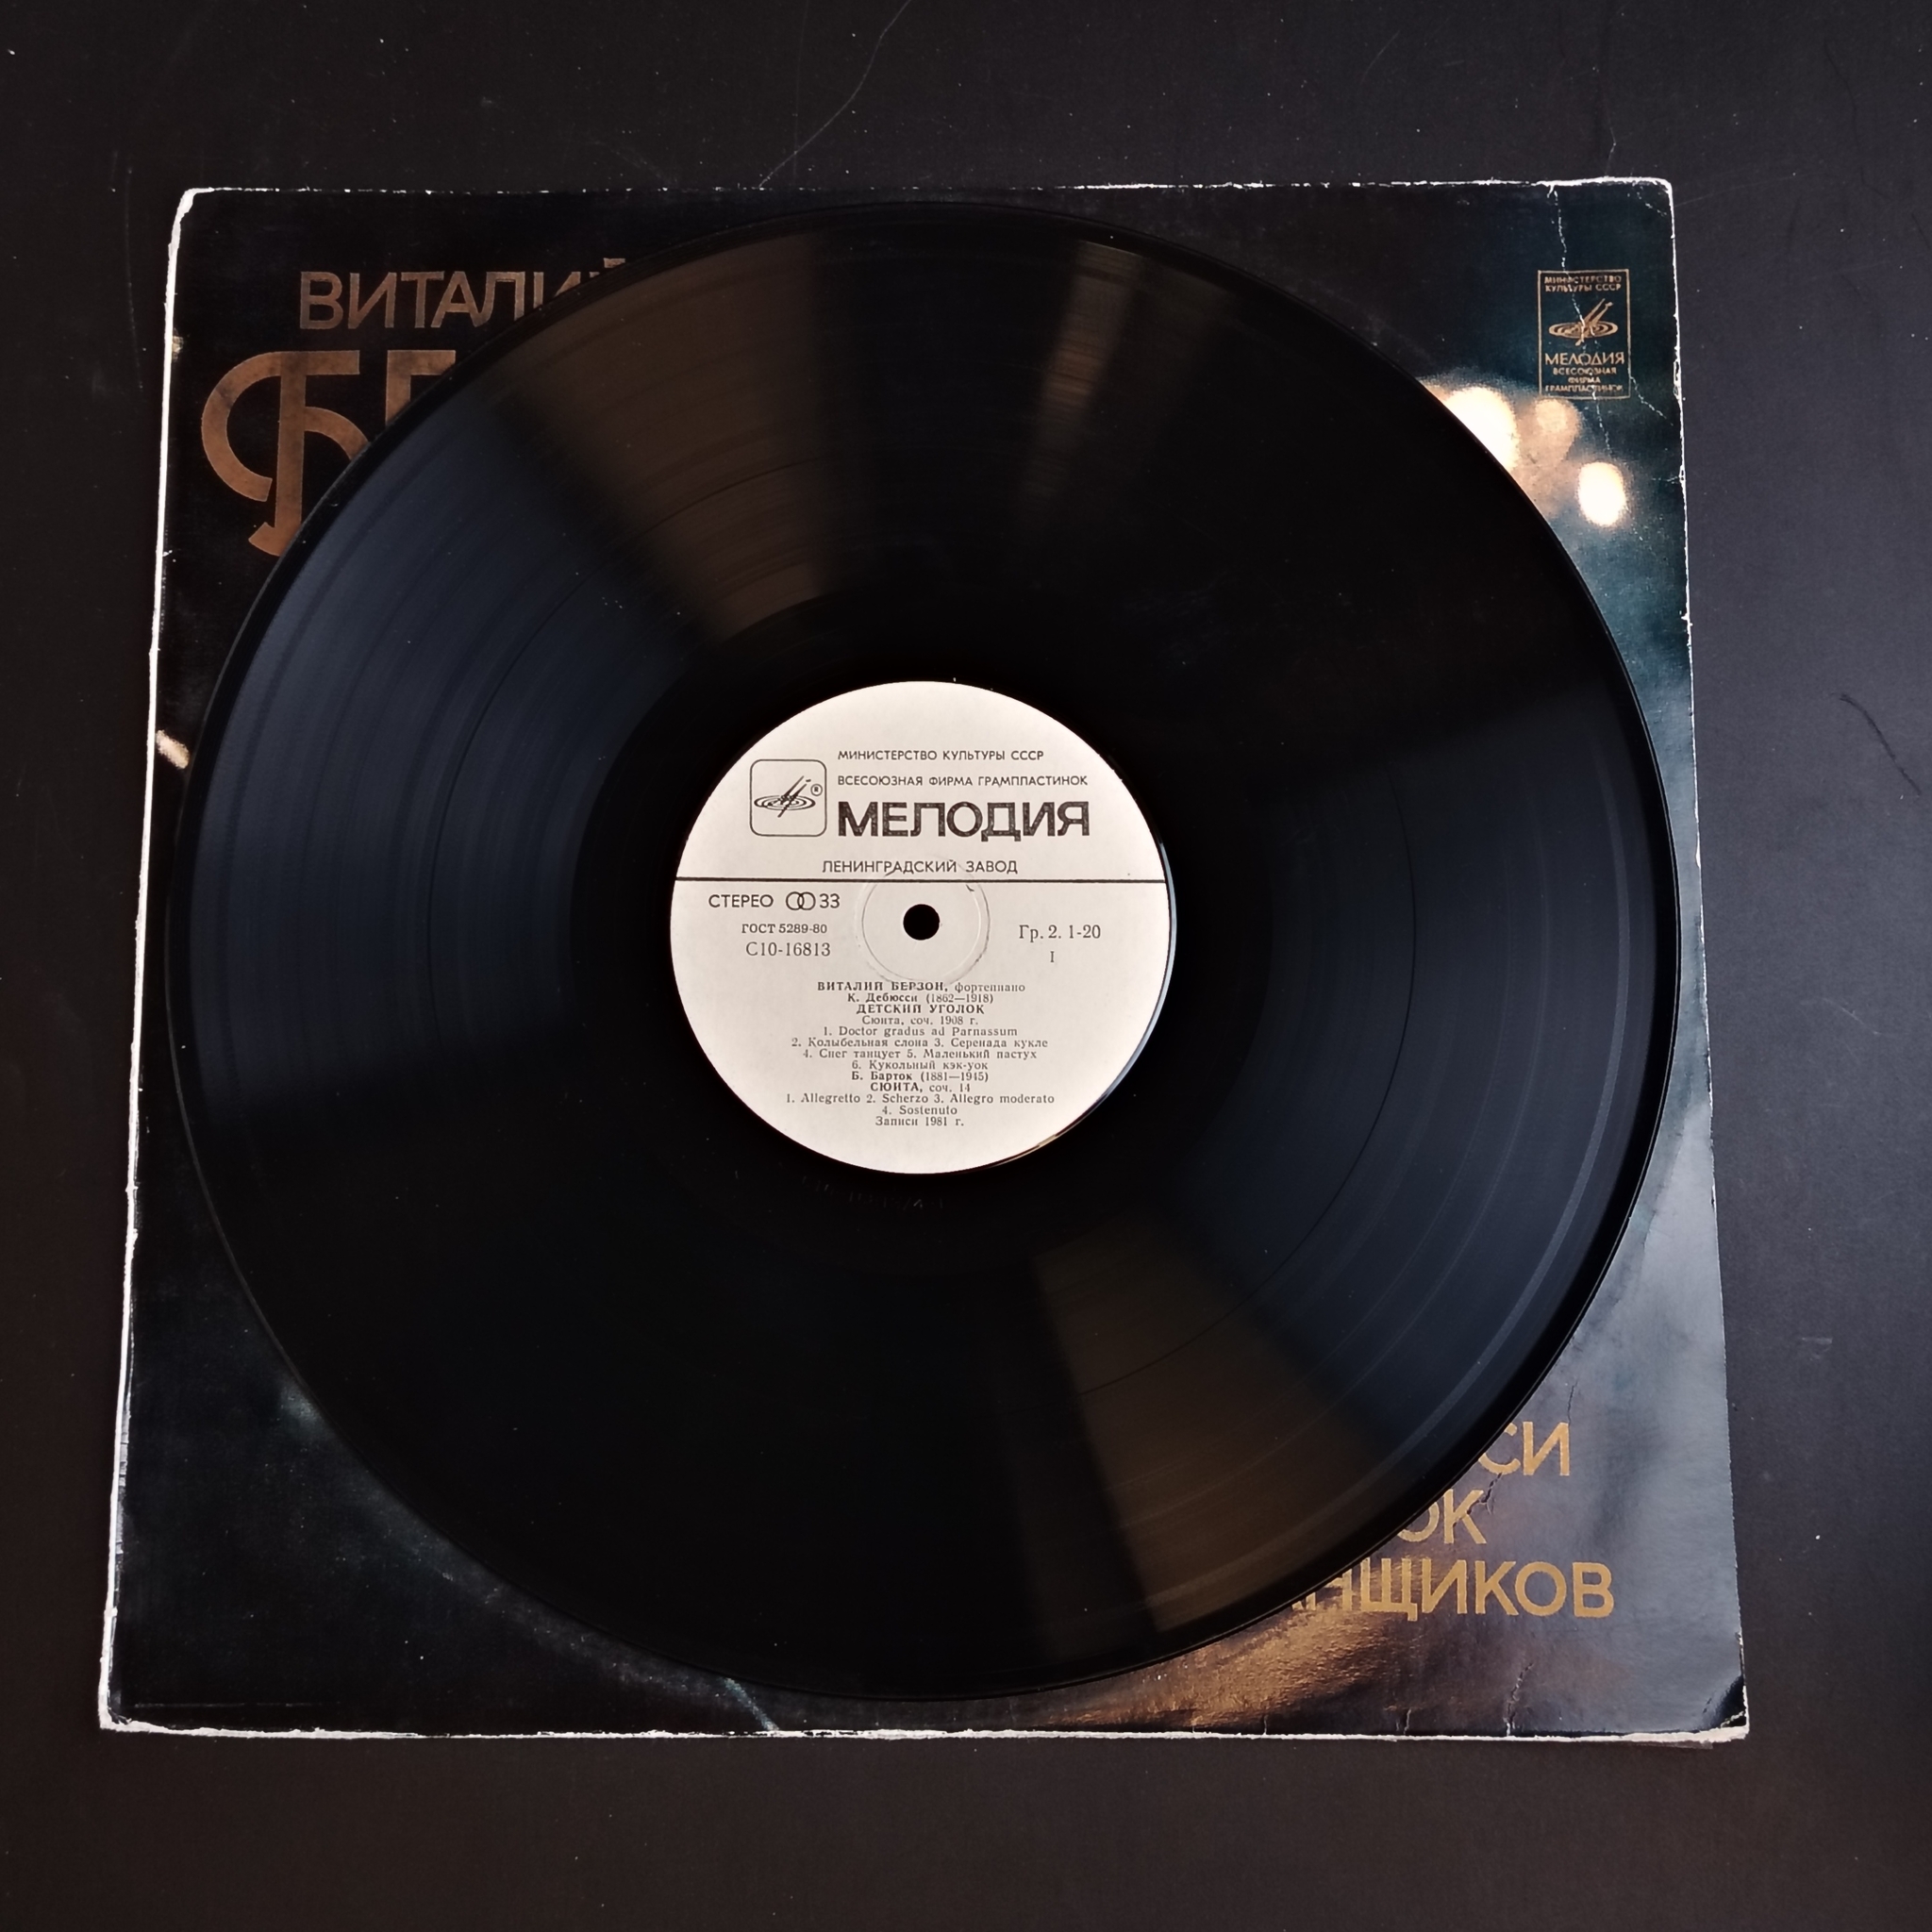 ВИТАЛИЙ
БЕ
МИНИСТЕРСТВО
КУЛЬТУРЫ СССР
МЕЛОДИЯ
ВСЕСОЮЗНАЯ
ФИРМА
ГРАМПЛАСТИНОК
МИНИСТЕРСТВО КУЛЬТУРЫ СССР
ВСЕСОЮЗНАЯ ФИРМА ГРАМПЛАСТИНОК
МЕЛОДИЯ
ЛЕНИНГРАДСКИЙ ЗАВОД
СТЕРЕО 33
ГОСТ 5289-80
С10-16813
Гр. 2. 1-20
I
ВИТАЛИЙ БЕРЗОН, фортепиано
К. Дебюсси (1862—1918)
ДЕТСКИЙ УГОЛОК
Сюита, соч. 1908 г.
1. Doctor gradus ad Parnassum
2. Колыбельная слона 3. Серенада кукле
4. Снег танцует 5. Маленький пастух
6. Кукольный кэк-уок
Б. Барток (1881—1945)
СЮИТА, соч. 14
1. Allegretto 2. Scherzo 3. Allegro moderato
4. Sostenuto
Записи 1981 г.
СИ
ОК
НЩИКОВ